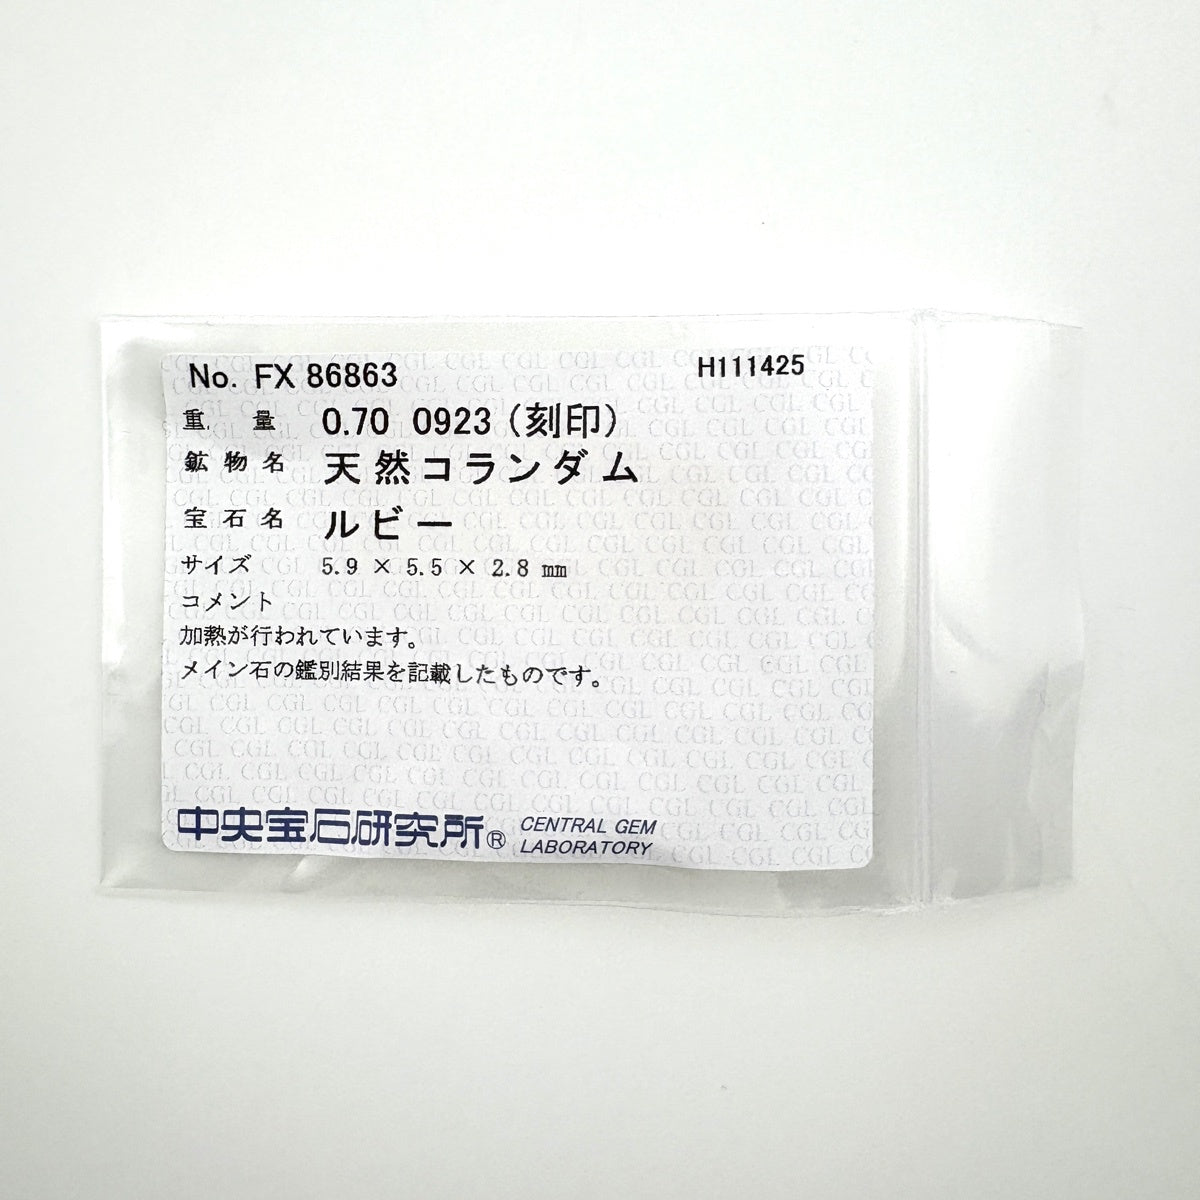 No. FX 86863 H111425
重 量 0.70 0923 (刻印)
鉱物名 天然コランダム
宝石名 ルビー
サイズ 5.9 × 5.5 × 2.8 mm
コメント
加熱が行われています。
メイン石の鑑別結果を記載したものです。
中央宝石研究所® CENTRAL GEM
LABORATORY